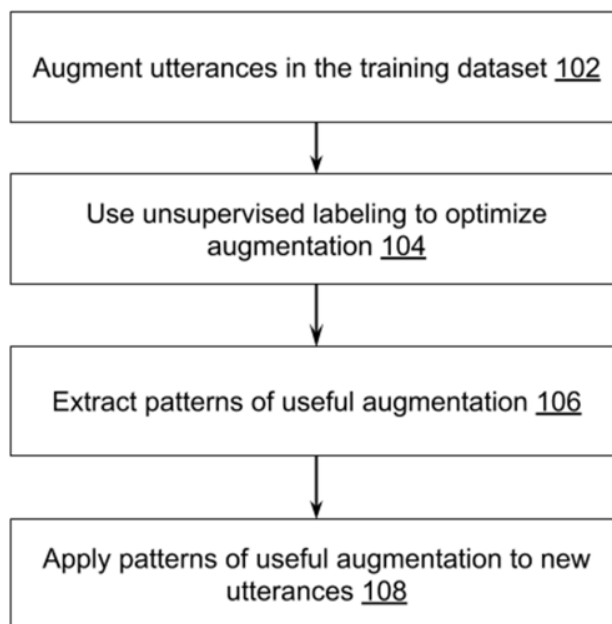 Augment utterances in the training dataset 102
Use unsupervised labeling to optimize
augmentation 104
Extract patterns of useful augmentation 106
Apply patterns of useful augmentation to new
utterances 108